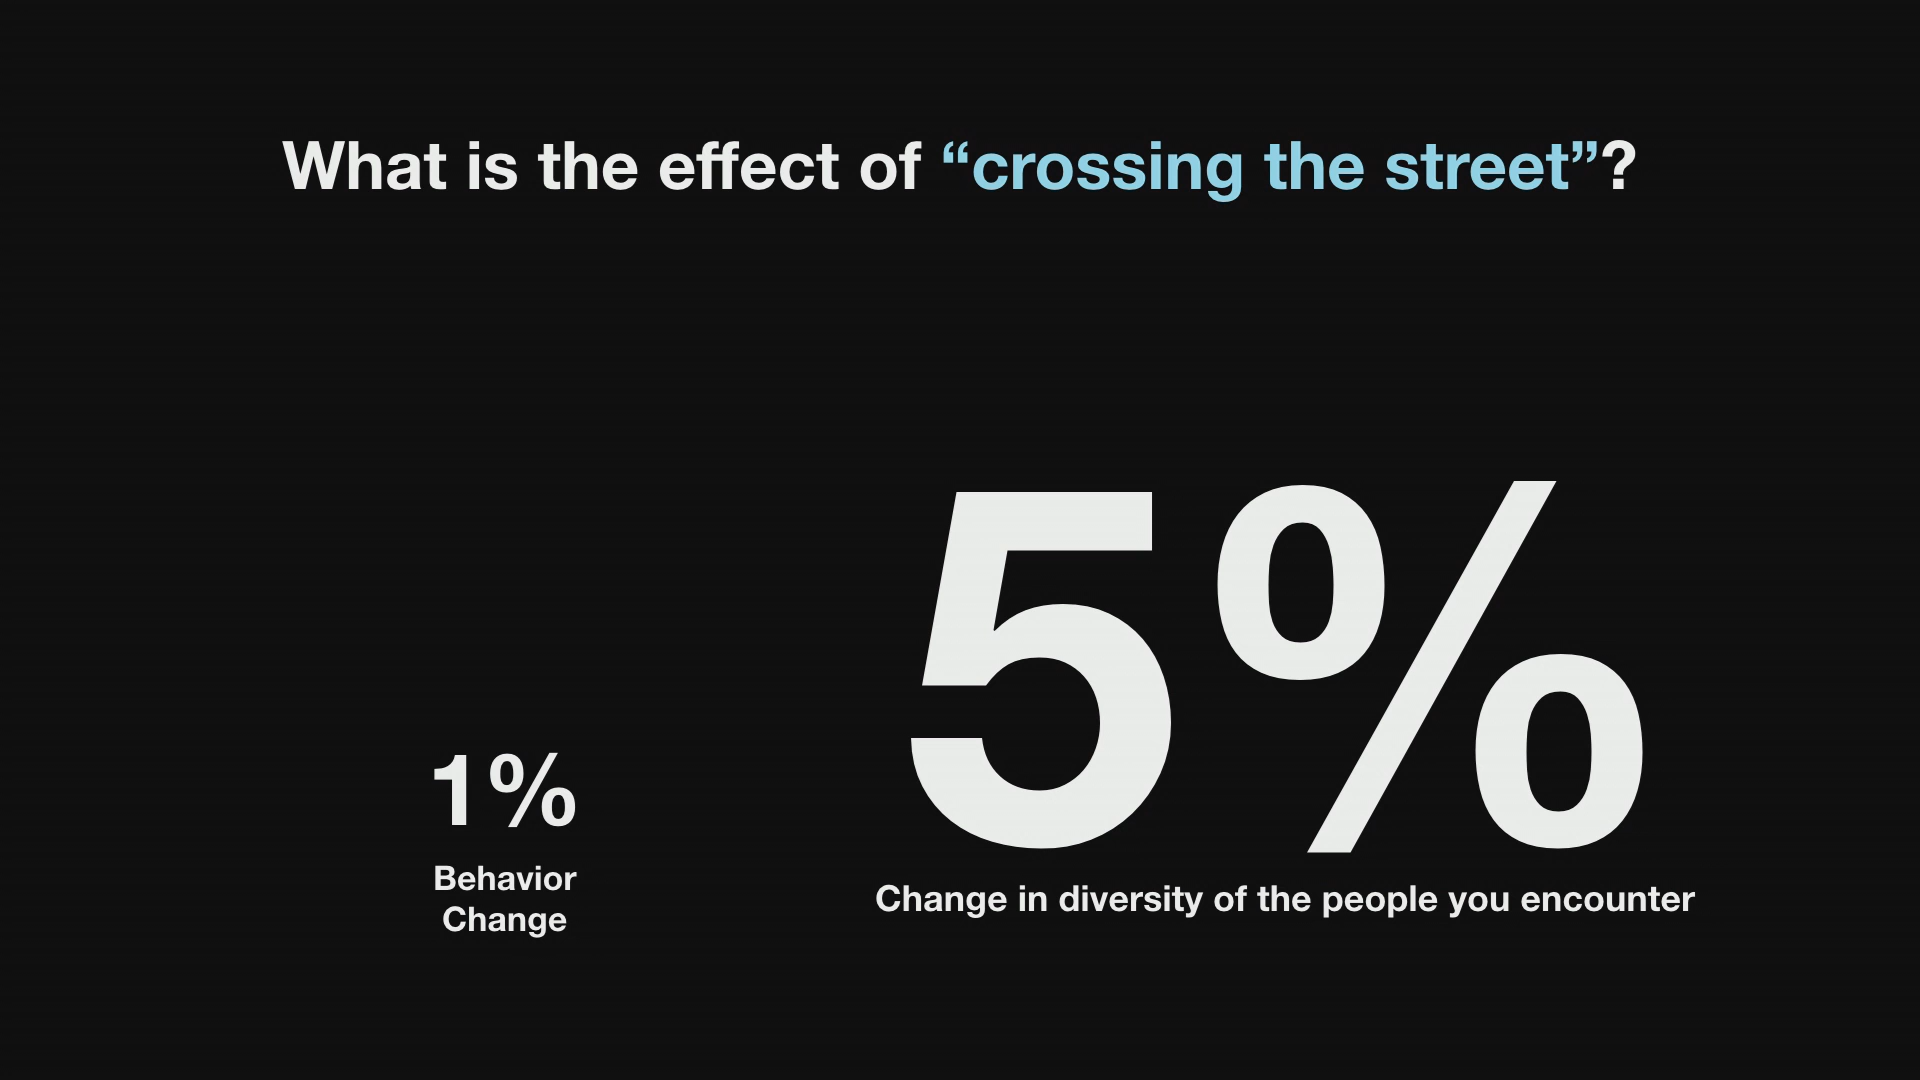 What is the effect of “crossing the street”?
1%
Behavior
Change
5%
Change in diversity of the people you encounter